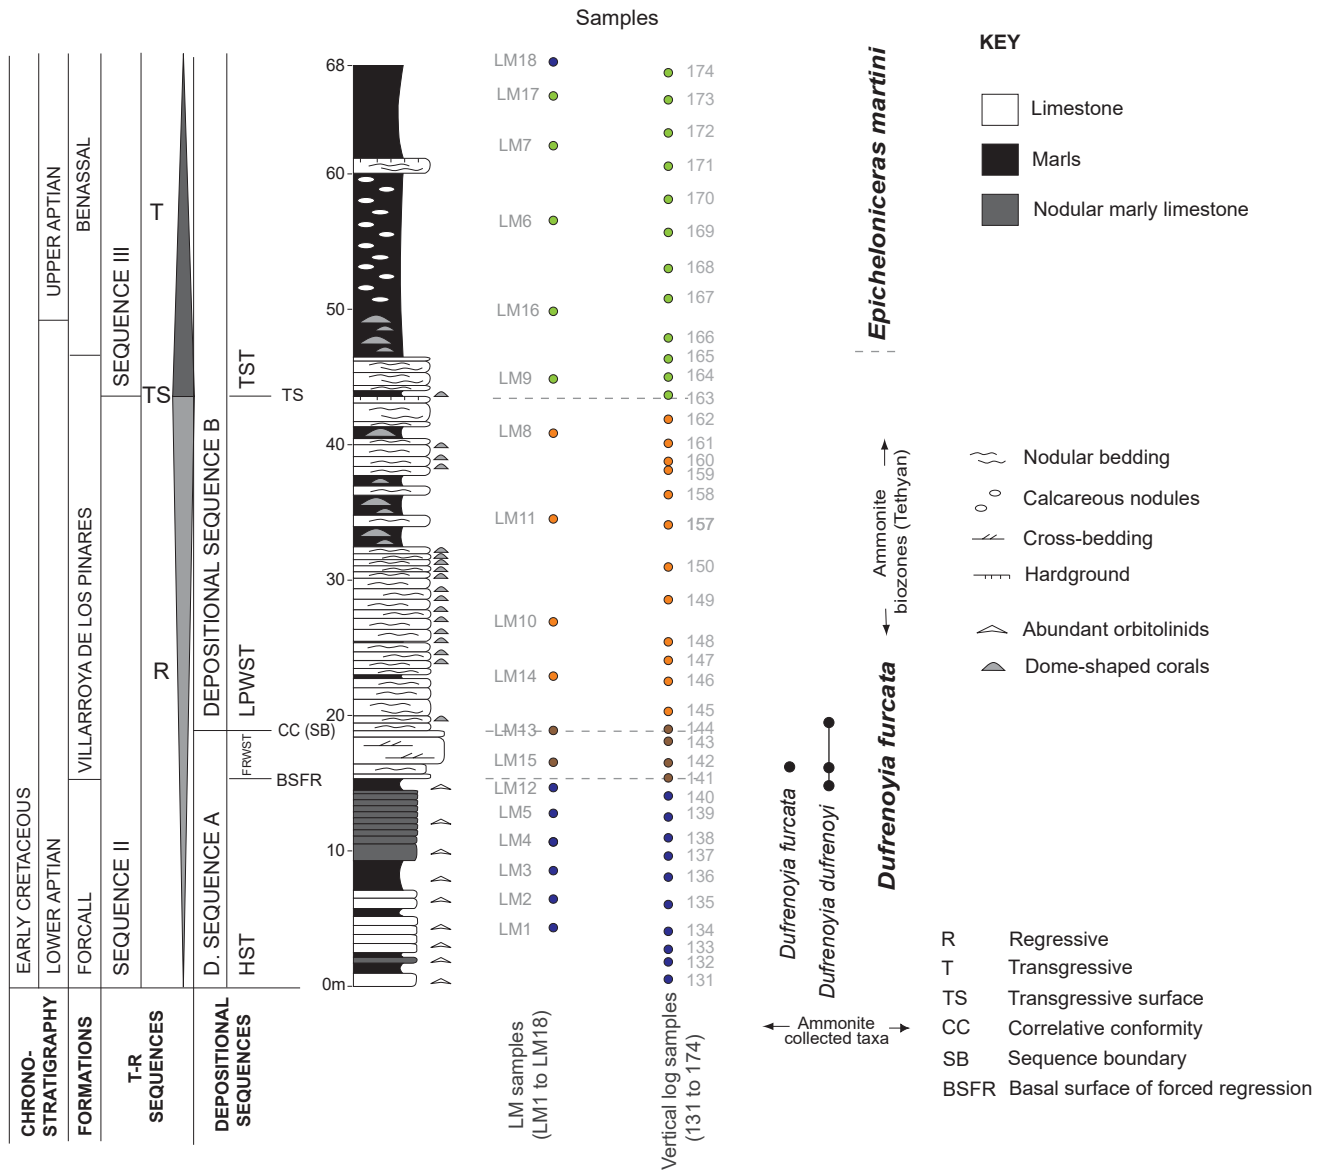 Samples
KEY
Limestone
Marls
Nodular marly limestone
Nodular bedding
Calcareous nodules
Cross-bedding
Hardground
Abundant orbitolinids
Dome-shaped corals
R Regressive
T Transgressive
TS Transgressive surface
CC Correlative conformity
SB Sequence boundary
BSFR Basal surface of forced regression
EARLY CRETACEOUS
LOWER APTIAN
UPPER APTIAN
FORCALL
VILLARROYA DE LOS PINARES
BENASSAL
SEQUENCE II
SEQUENCE III
T
TS
R
D. SEQUENCE A
DEPOSITIONAL SEQUENCE B
HST
FRWST
LPWST
TST
TS
CC (SB)
BSFR
68
60
50
40
30
20
10
0m
LM18
LM17
LM7
LM6
LM16
LM9
LM8
LM11
LM10
LM14
LM13
LM15
LM12
LM5
LM4
LM3
LM2
LM1
174
173
172
171
170
169
168
167
166
165
164
163
162
161
160
159
158
157
150
149
148
147
146
145
144
143
142
141
140
139
138
137
136
135
134
133
132
131
Epicheloniceras martini
Ammonite
biozones (Tethyan)
Dufrenoyia furcata
Dufrenoyia furcata
Dufrenoyia dufrenoyi
Ammonite
collected taxa
CHRONO-
STRATIGRAPHY
FORMATIONS
T-R
SEQUENCES
DEPOSITIONAL
SEQUENCES
LM samples
(LM1 to LM18)
Vertical log samples
(131 to 174)